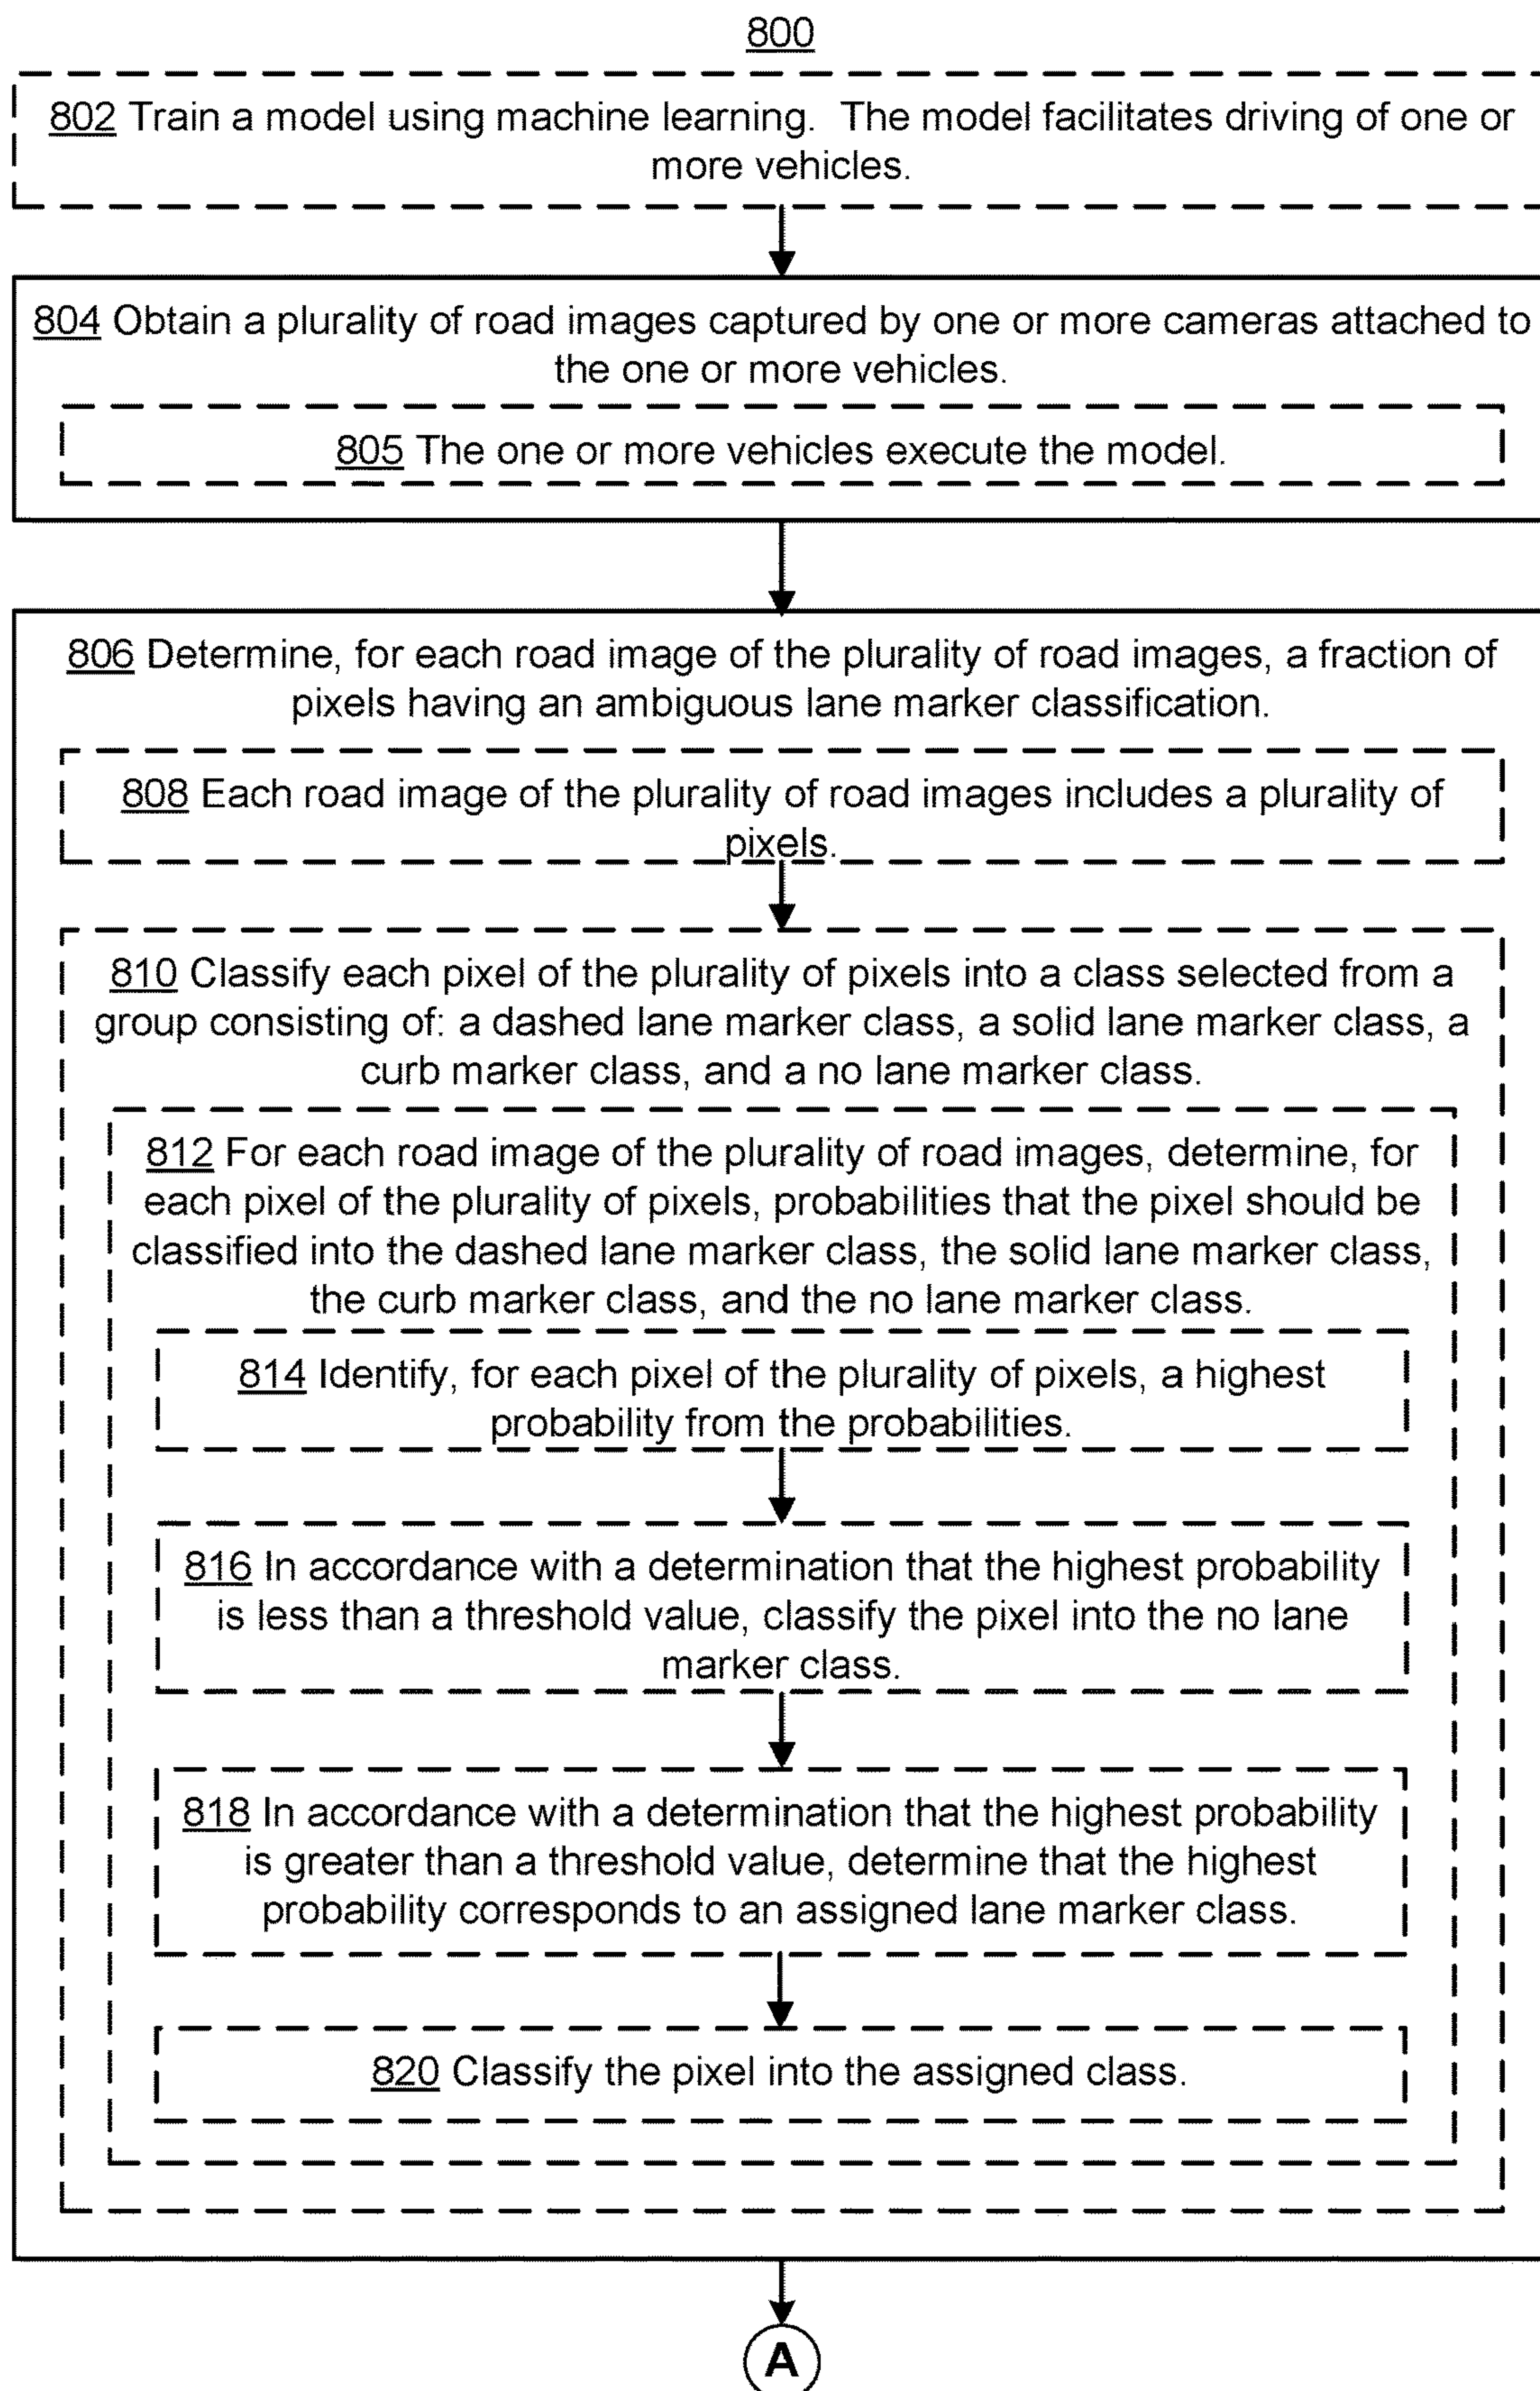 800
802 Train a model using machine learning. The model facilitates driving of one or
more vehicles.
804 Obtain a plurality of road images captured by one or more cameras attached to
the one or more vehicles.
805 The one or more vehicles execute the model.
806 Determine, for each road image of the plurality of road images, a fraction of
pixels having an ambiguous lane marker classification.
808 Each road image of the plurality of road images includes a plurality of
pixels.
810 Classify each pixel of the plurality of pixels into a class selected from a
group consisting of: a dashed lane marker class, a solid lane marker class, a
curb marker class, and a no lane marker class.
812 For each road image of the plurality of road images, determine, for
each pixel of the plurality of pixels, probabilities that the pixel should be
classified into the dashed lane marker class, the solid lane marker class,
the curb marker class, and the no lane marker class.
814 Identify, for each pixel of the plurality of pixels, a highest
probability from the probabilities.
816 In accordance with a determination that the highest probability
is less than a threshold value, classify the pixel into the no lane
marker class.
818 In accordance with a determination that the highest probability
is greater than a threshold value, determine that the highest
probability corresponds to an assigned lane marker class.
820 Classify the pixel into the assigned class.
A